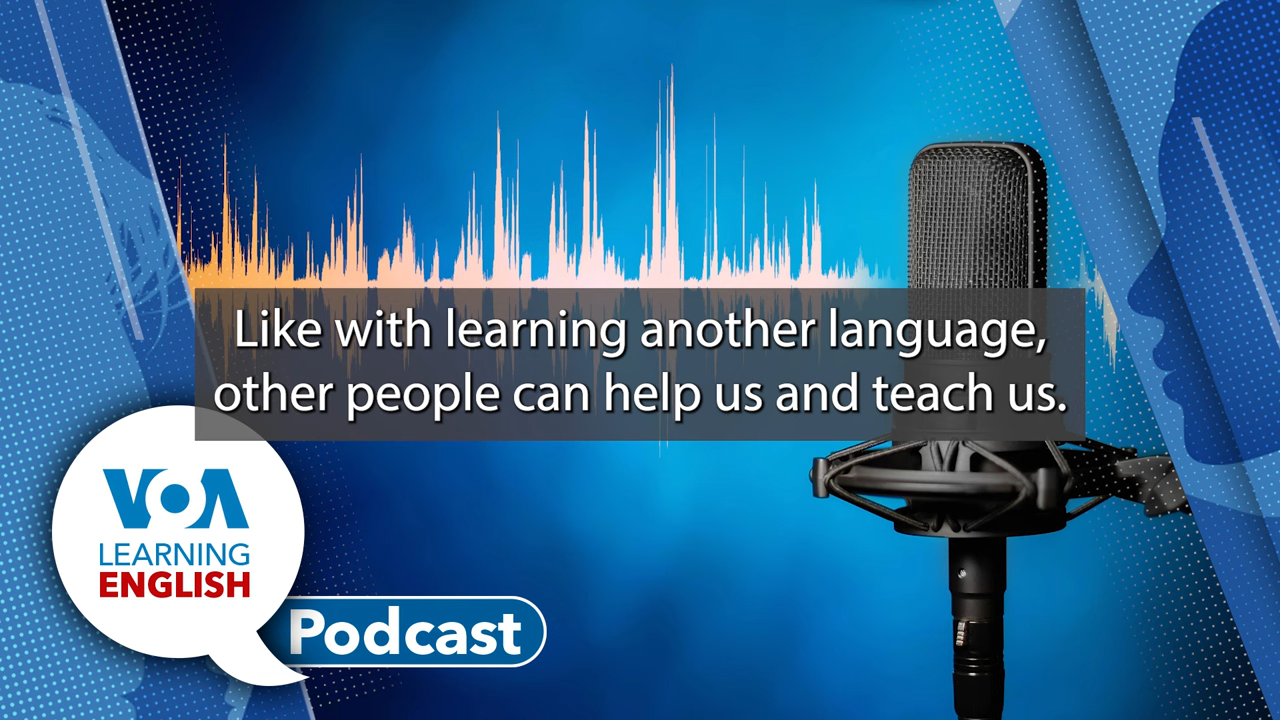 Like with learning another language,
other people can help us and teach us.
VOA
LEARNING
ENGLISH
Podcast